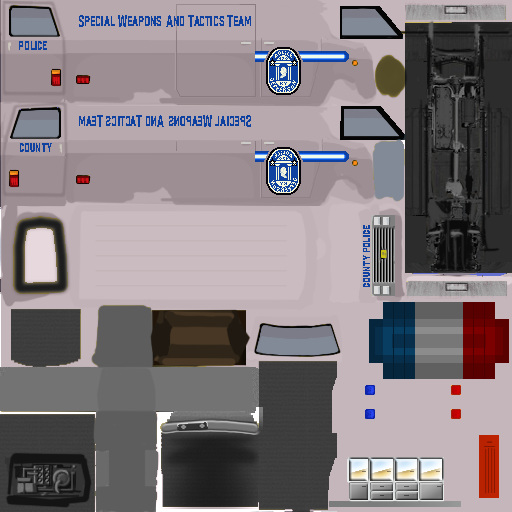 SPECIAL WEAPONS AND TACTICS TEAM
POLICE
SPECIAL WEAPONS AND TACTICS TEAM
COUNTY
COUNTY POLICE